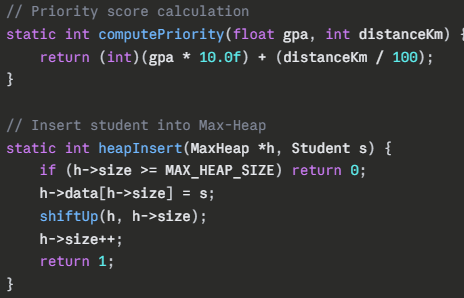 // Priority score calculation
static int computePriority(float gpa, int distanceKm) {
    return (int)(gpa * 10.0f) + (distanceKm / 100);
}

// Insert student into Max-Heap
static int heapInsert(MaxHeap *h, Student s) {
    if (h->size >= MAX_HEAP_SIZE) return 0;
    h->data[h->size] = s;
    shiftUp(h, h->size);
    h->size++;
    return 1;
}